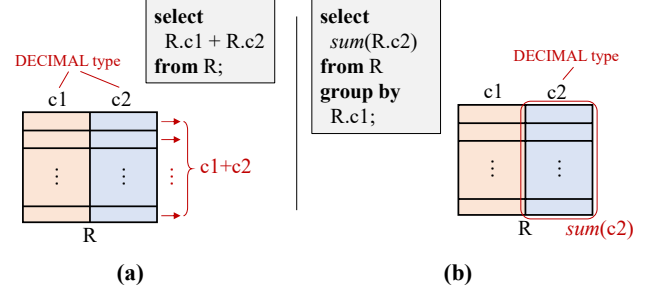 select
R.c1 + R.c2
from R;
DECIMAL type
c1 c2
⋮ ⋮ ⋮
c1+c2
R
(a)
select
sum(R.c2)
from R
group by
R.c1;
DECIMAL type
c1 c2
⋮ ⋮
R
sum(c2)
(b)